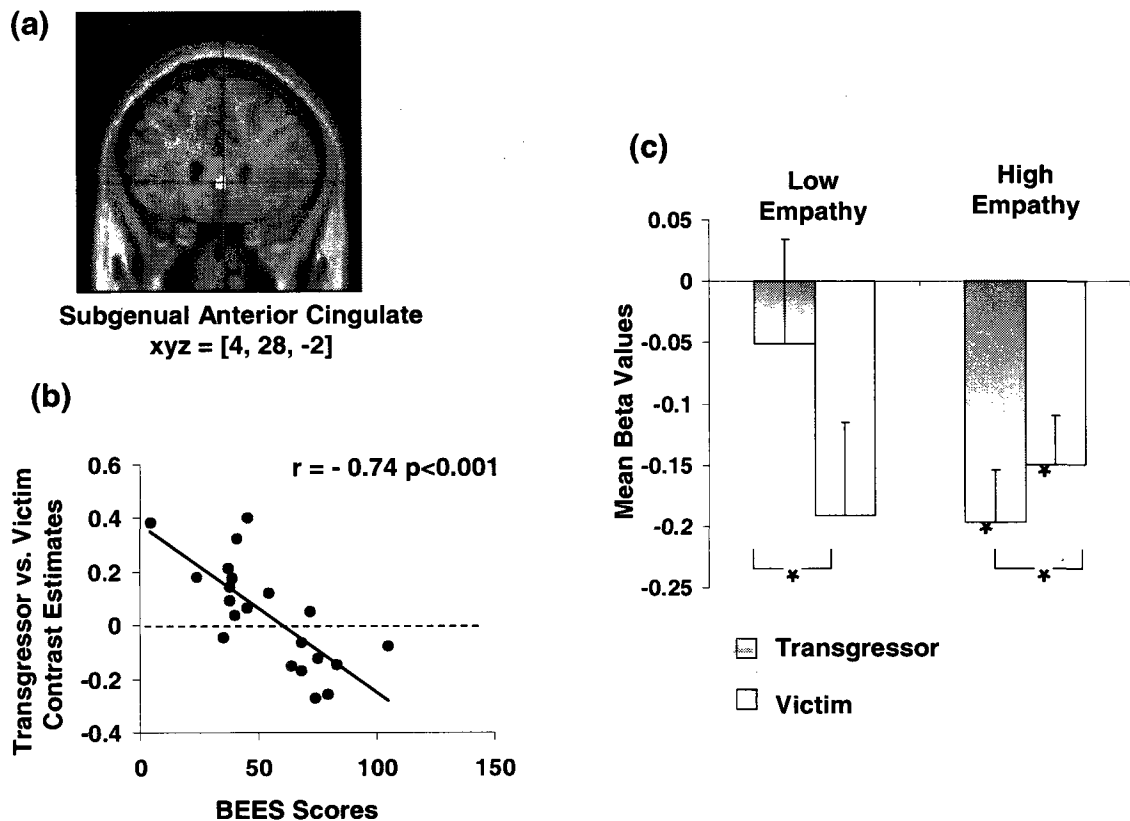 (a)
Subgenual Anterior Cingulate
xyz = [4, 28, -2]
(b)
r = - 0.74 p<0.001
Transgressor vs. Victim
Contrast Estimates
0.6
0.4
0.2
0
-0.2
-0.4
0
50
100
150
BEES Scores
(c)
Low
Empathy
High
Empathy
Mean Beta Values
0.05
0
-0.05
-0.1
-0.15
-0.2
-0.25
*
*
*
*
Transgressor
Victim